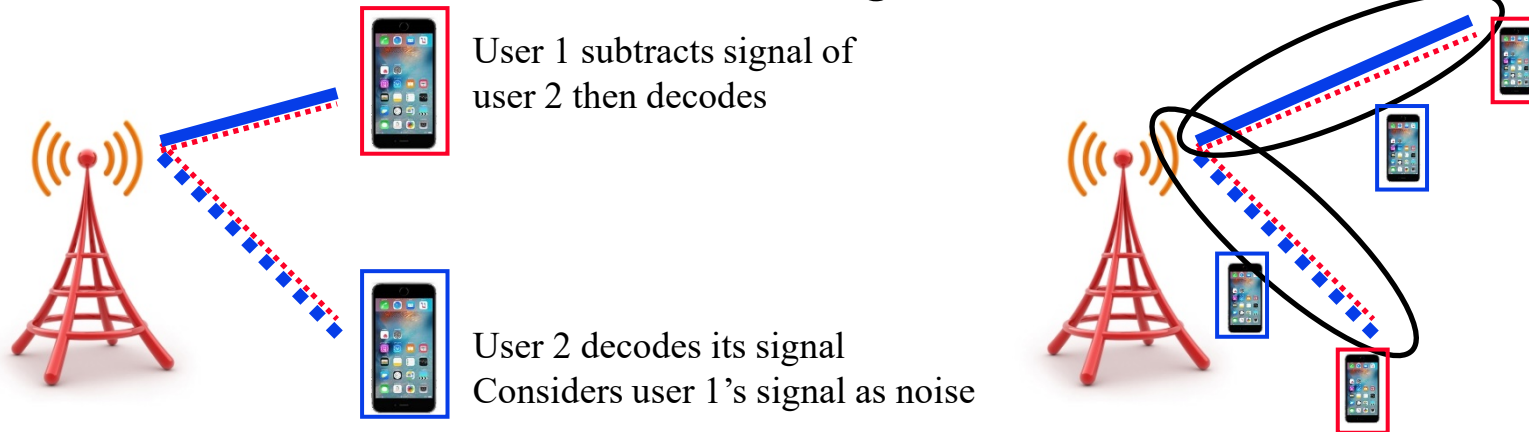 User 1 subtracts signal of
user 2 then decodes
User 2 decodes its signal
Considers user 1’s signal as noise